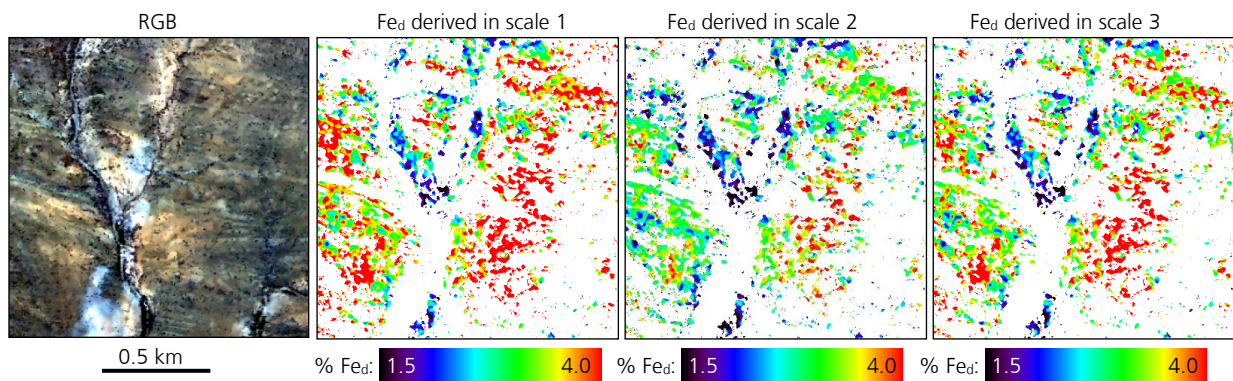 RGB
Fed derived in scale 1
Fed derived in scale 2
Fed derived in scale 3
0.5 km
% Fed: 1.5 4.0
% Fed: 1.5 4.0
% Fed: 1.5 4.0